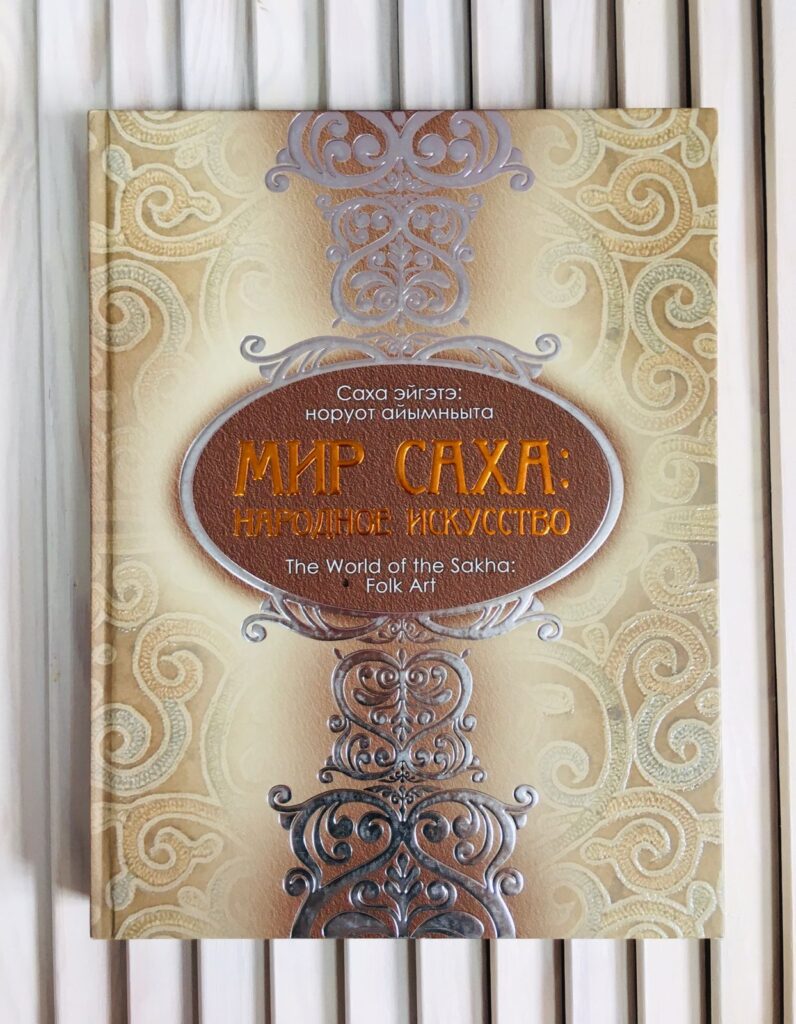 Саха эйгэтэ:
норуот айымньыта
МИР САХА:
НАРОДНОЕ ИСКУССТВО
The World of the Sakha:
Folk Art